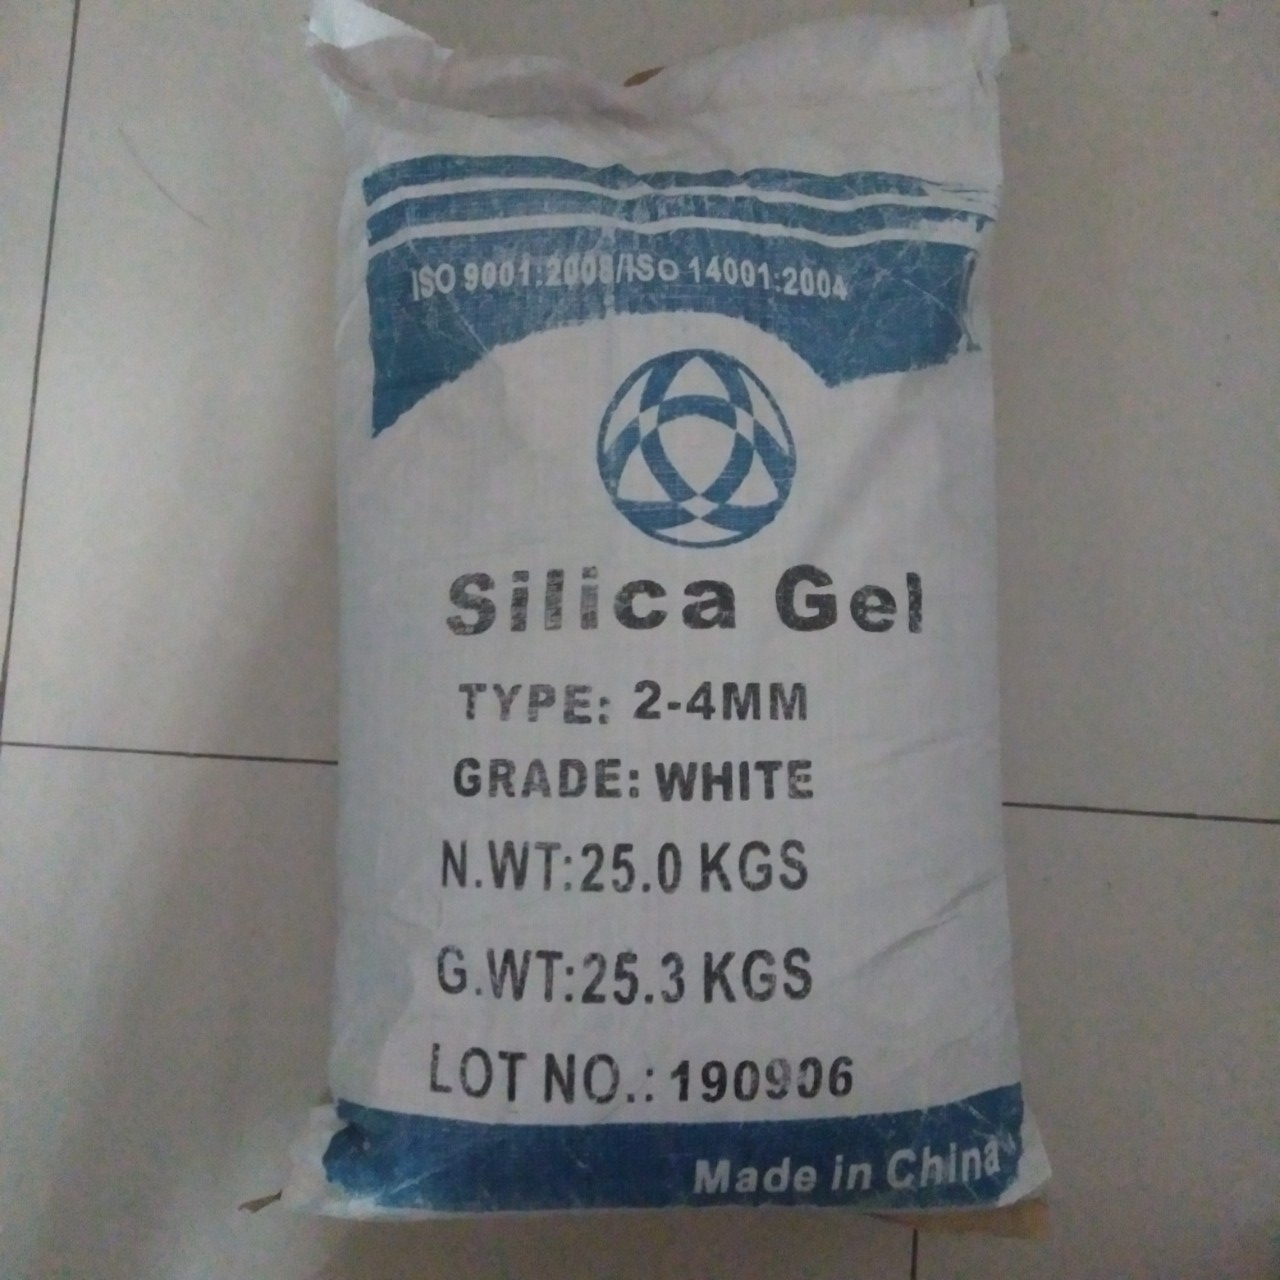 ISO 9001:2008/ISo 14001:2004
Silica Gel
TYPE: 2-4MM
GRADE: WHITE
N.WT:25.0 KGS
G.WT:25.3 KGS
LOT NO.: 190906
Made in China